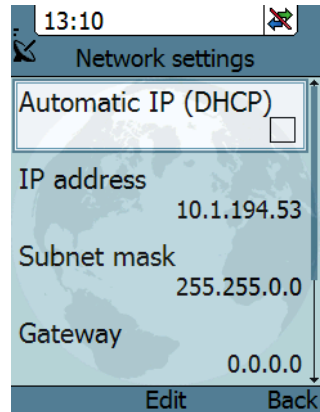 13:10
Network settings
Automatic IP (DHCP)
IP address
10.1.194.53
Subnet mask
255.255.0.0
Gateway
0.0.0.0
Edit Back